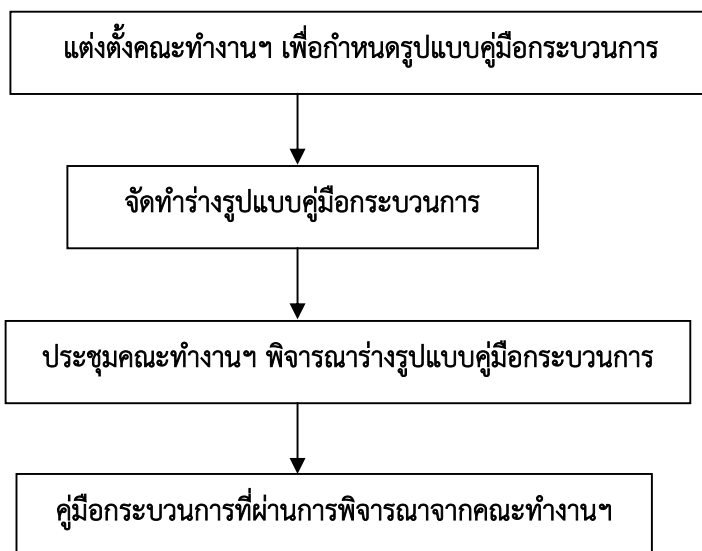 แต่งตั้งคณะทำงานฯ เพื่อกำหนดรูปแบบคู่มือกระบวนการ
จัดทำร่างรูปแบบคู่มือกระบวนการ
ประชุมคณะทำงานฯ พิจารณาร่างรูปแบบคู่มือกระบวนการ
คู่มือกระบวนการที่ผ่านการพิจารณาจากคณะทำงานฯ